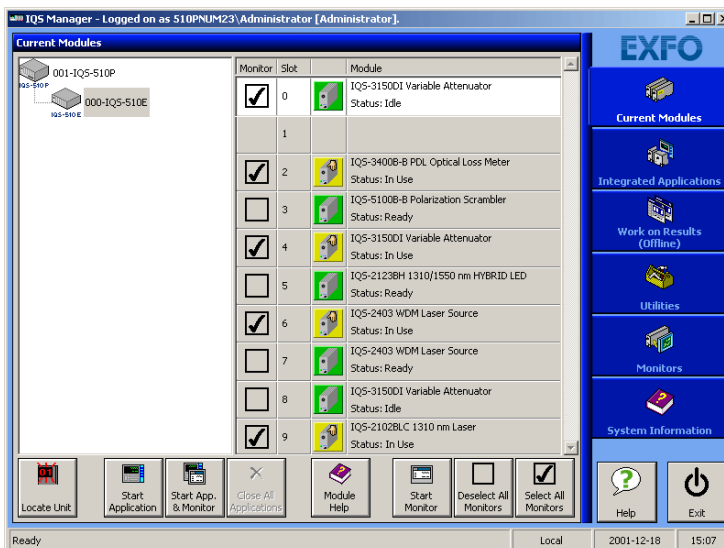 IQS Manager - Logged on as 510PNUM23\Administrator [Administrator].
Current Modules
001-IQS-510P
IQS-510P
000-IQS-510E
IQS-510E
Monitor Slot Module
0 IQS-3150DI Variable Attenuator
Status: Idle
1
2 IQS-3400B-B PDL Optical Loss Meter
Status: In Use
3 IQS-5100B-B Polarization Scrambler
Status: Ready
4 IQS-3150DI Variable Attenuator
Status: In Use
5 IQS-2123BH 1310/1550 nm HYBRID LED
Status: Ready
6 IQS-2403 WDM Laser Source
Status: In Use
7 IQS-2403 WDM Laser Source
Status: Ready
8 IQS-3150DI Variable Attenuator
Status: Idle
9 IQS-2102BLC 1310 nm Laser
Status: In Use
EXFO
Current Modules
Integrated Applications
Work on Results
(Offline)
Utilities
Monitors
System Information
01
Locate Unit
Start
Application
Start App.
& Monitor
Close All
Applications
Module
Help
Start
Monitor
Deselect All
Monitors
Select All
Monitors
Help
Exit
Ready
Local
2001-12-18
15:07